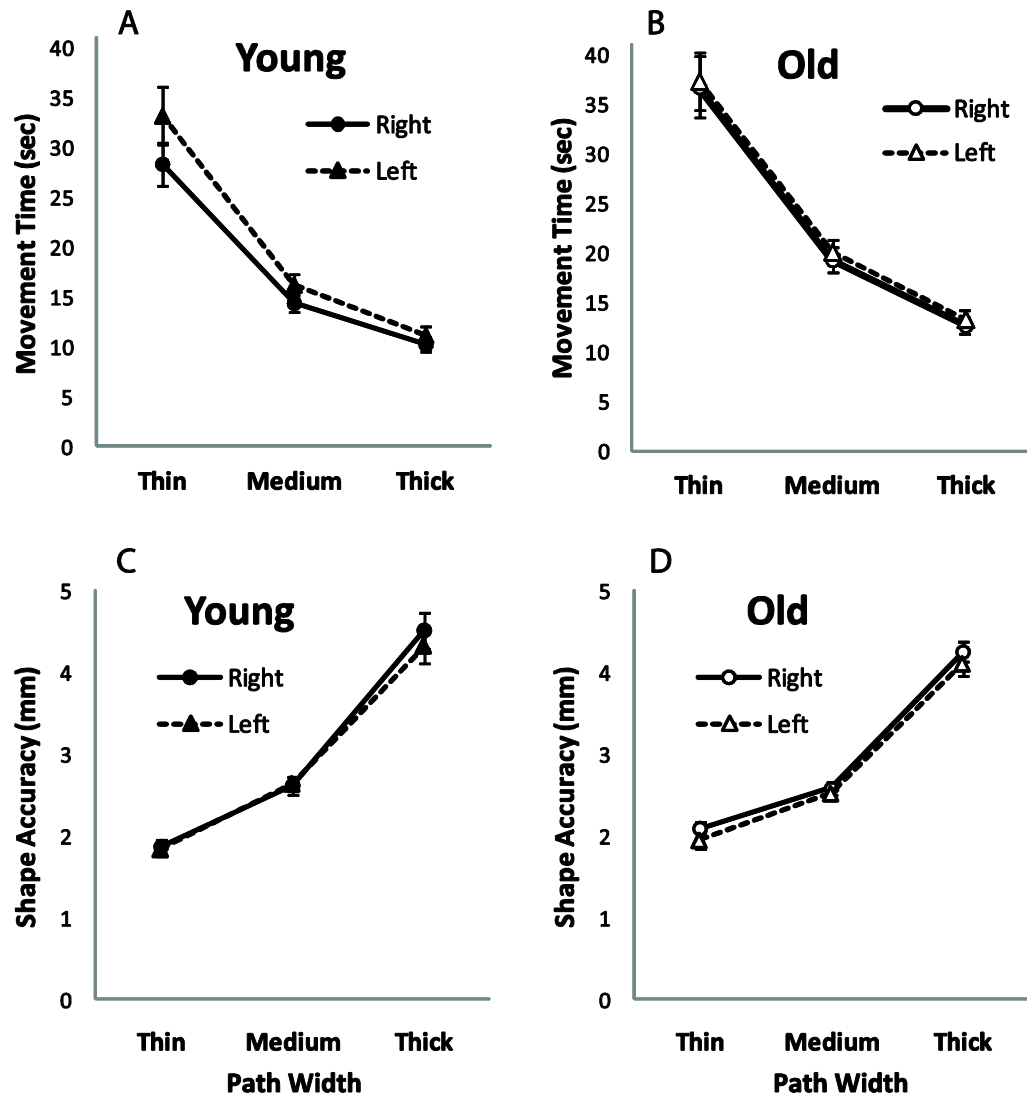 A
Young
Movement Time (sec)
40
35
30
25
20
15
10
5
0
Right
Left
Thin Medium Thick
B
Old
Movement Time (sec)
40
35
30
25
20
15
10
5
0
Right
Left
Thin Medium Thick
C
Young
Shape Accuracy (mm)
5
4
3
2
1
0
Right
Left
Thin Medium Thick
Path Width
D
Old
Shape Accuracy (mm)
5
4
3
2
1
0
Right
Left
Thin Medium Thick
Path Width